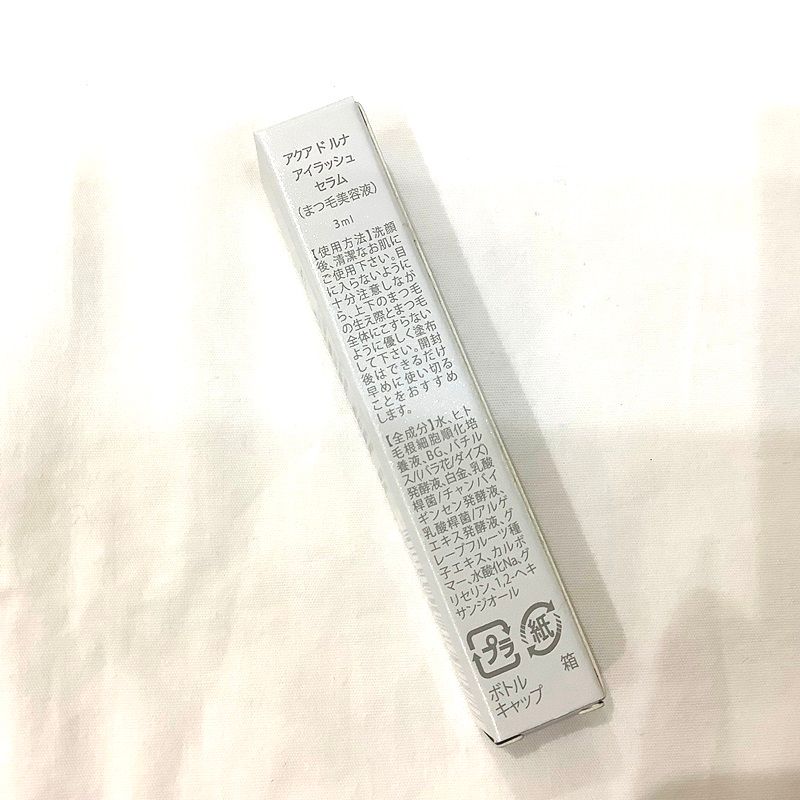 アクア ド ルナ
アイラッシュ
セラム
(まつ毛美容液)
3ml
【使用方法】洗顔
後、清潔なお肌に
ご使用下さい。目
に入らないように
十分注意しなが
ら、上下のまつ毛
の生え際とまつ毛
全体にこすらない
ように優しく塗布
して下さい。開封
後はできるだけ
早めに使い切る
ことをおすすめ
します。
【全成分】水、ヒト
毛根細胞順化培
養液、BG、バチル
ス/(バラ花/ダイズ)
発酵液、白金、乳酸
桿菌/チャンパイ
ギンセン発酵液、
乳酸桿菌/アルゲ
エキス発酵液、グ
レープフルーツ種
子エキス、カルボ
マー、水酸化Na、グ
リセリン、1,2-ヘキ
サンジオール
プラ
紙
箱
ボトル
キャップ